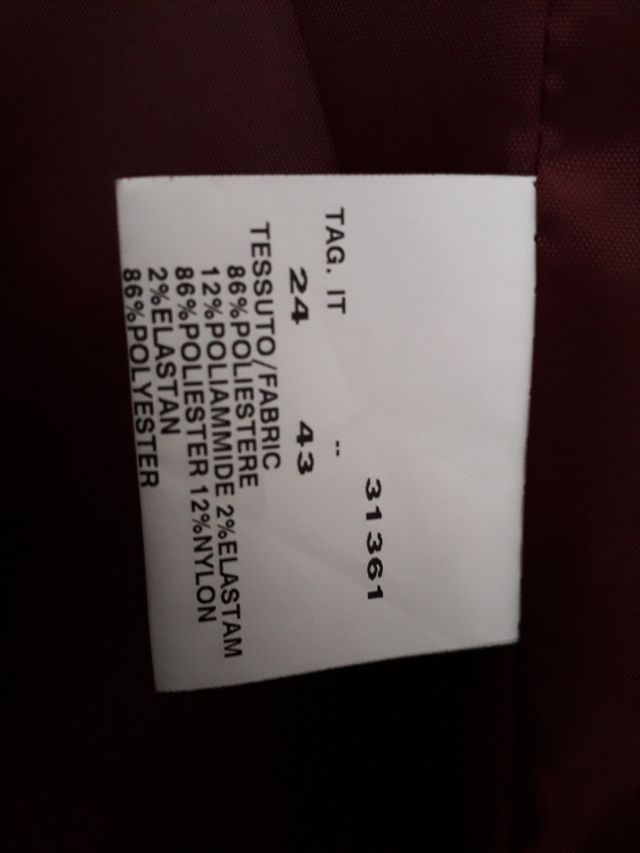 31361
TAG. IT ..
24 43
TESSUTO/FABRIC
86%POLIESTERE
12%POLIAMMIDE 2%ELASTAM
86%POLIESTER 12%NYLON
2%ELASTAN
86%POLYESTER